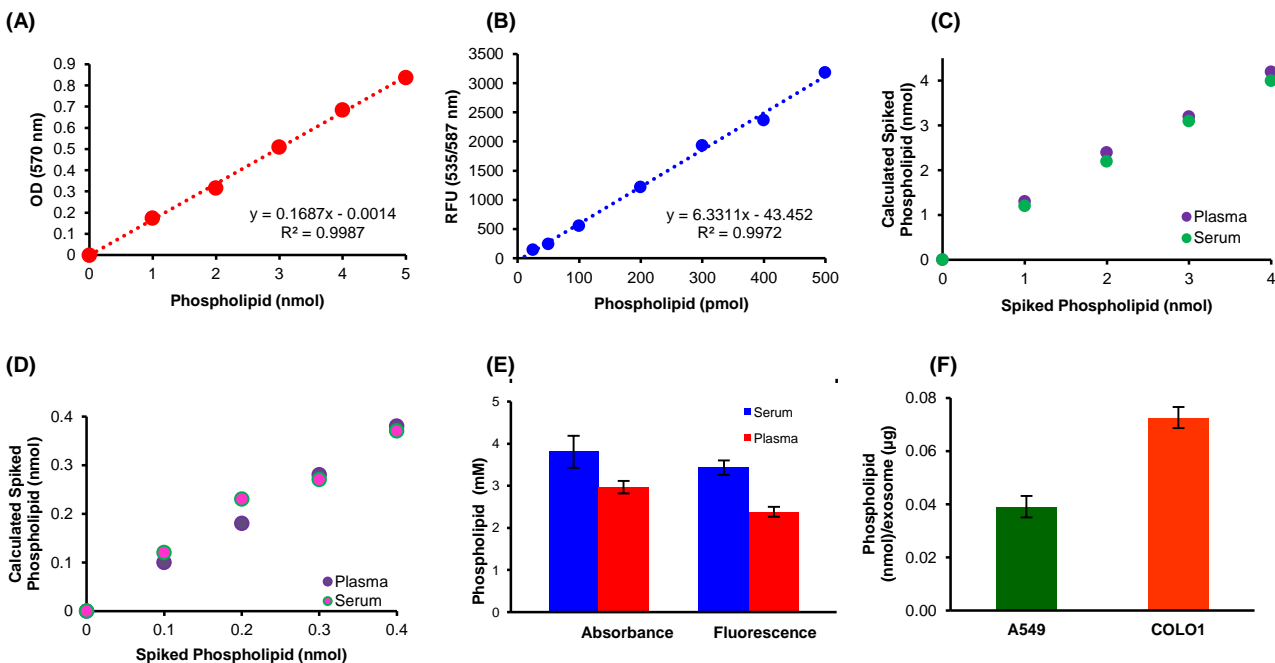 (A)
OD (570 nm)
0.9
0.8
0.7
0.6
0.5
0.4
0.3
0.2
0.1
0
0 1 2 3 4 5
y = 0.1687x - 0.0014
R² = 0.9987
Phospholipid (nmol)
(B)
RFU (535/587 nm)
3500
3000
2500
2000
1500
1000
500
0
0 100 200 300 400 500
y = 6.3311x - 43.452
R² = 0.9972
Phospholipid (pmol)
(C)
Calculated Spiked
Phospholipid (nmol)
4
3
2
1
0
0 1 2 3 4
Plasma
Serum
Spiked Phospholipid (nmol)
(D)
Calculated Spiked
Phospholipid (nmol)
0.4
0.3
0.2
0.1
0
0 0.1 0.2 0.3 0.4
Plasma
Serum
Spiked Phospholipid (nmol)
(E)
Phospholipid (mM)
5
4
3
2
1
0
Serum
Plasma
Absorbance Fluorescence
(F)
Phospholipid
(nmol)/exosome (µg)
0.08
0.06
0.04
0.02
0.00
A549 COLO1